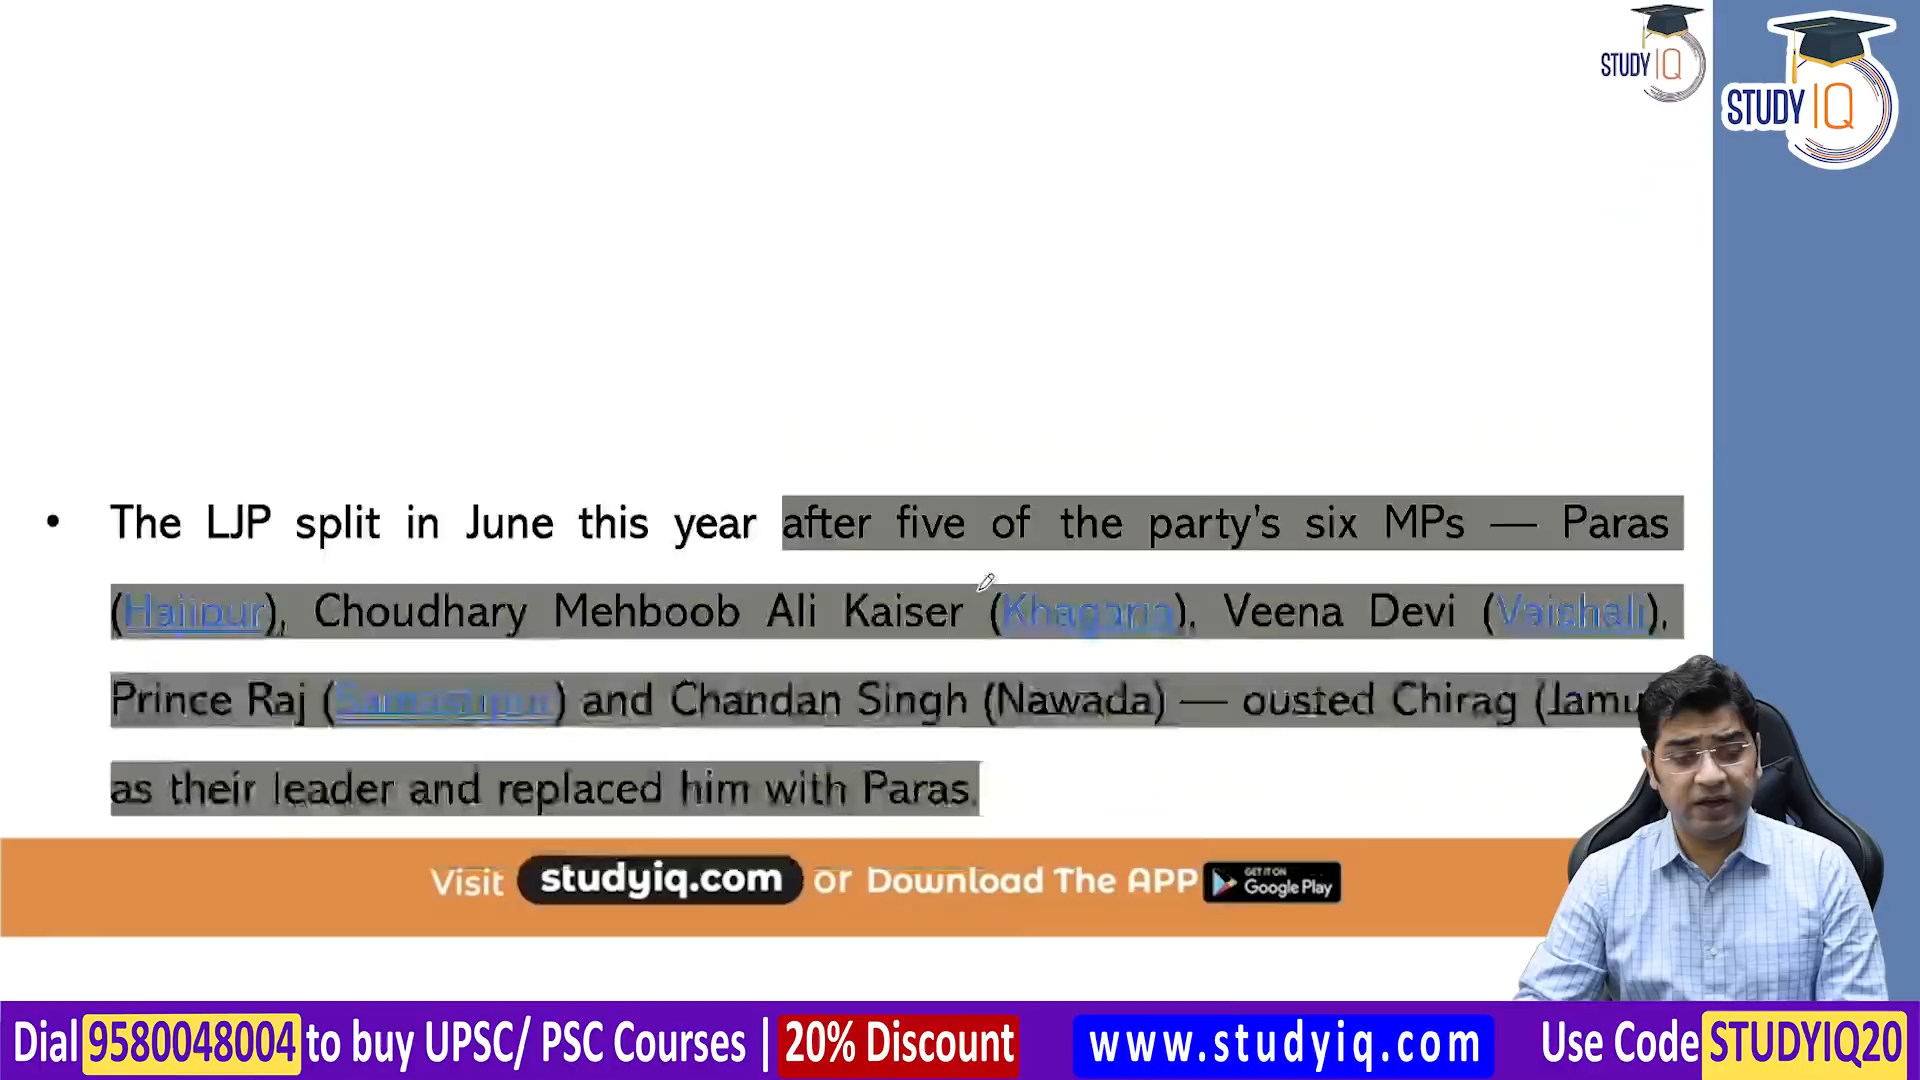 STUDY IQ
STUDY IQ
• The LJP split in June this year after five of the party's six MPs — Paras
(Hajipur), Choudhary Mehboob Ali Kaiser (Khagaria), Veena Devi (Vaishali),
Prince Raj (Samastipur) and Chandan Singh (Nawada) — ousted Chirag (Jamu
as their leader and replaced him with Paras.
Visit studyiq.com or Download The APP GET IT ON Google Play
Dial 9580048004 to buy UPSC/ PSC Courses | 20% Discount www.studyiq.com Use Code STUDYIQ20